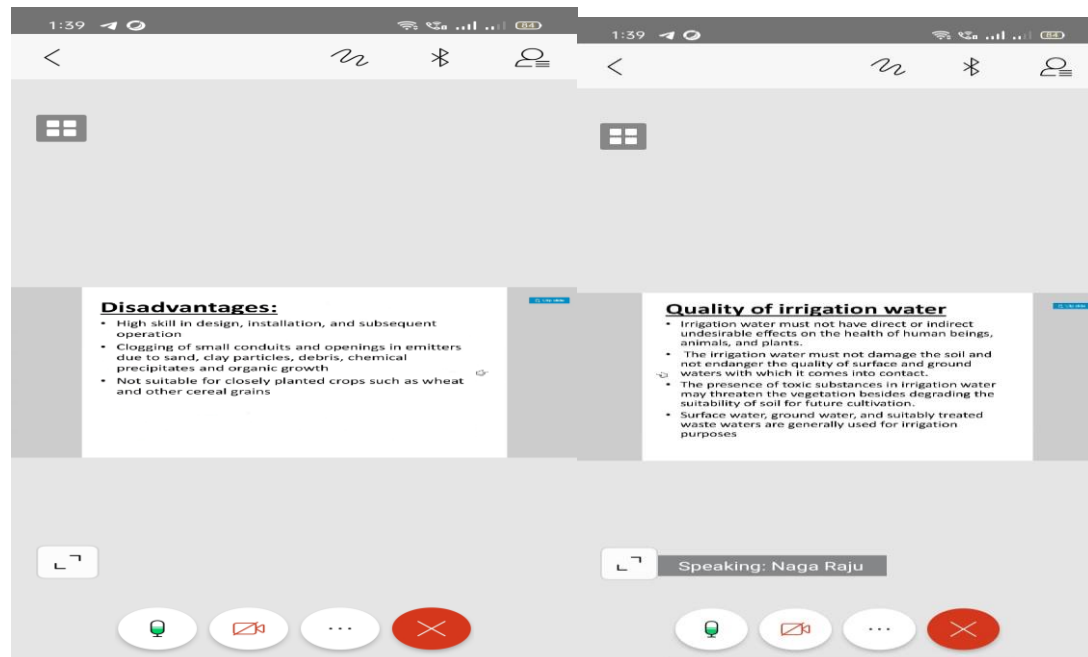 1:39
84
Disadvantages:
• High skill in design, installation, and subsequent
operation
• Clogging of small conduits and openings in emitters
due to sand, clay particles, debris, chemical
precipitates and organic growth
• Not suitable for closely planted crops such as wheat
and other cereal grains
1:39
84
Quality of irrigation water
• Irrigation water must not have direct or indirect
undesirable effects on the health of human beings,
animals, and plants.
• The irrigation water must not damage the soil and
not endanger the quality of surface and ground
waters with which it comes into contact.
• The presence of toxic substances in irrigation water
may threaten the vegetation besides degrading the
suitability of soil for future cultivation.
• Surface water, ground water, and suitably treated
waste waters are generally used for irrigation
purposes
Speaking: Naga Raju